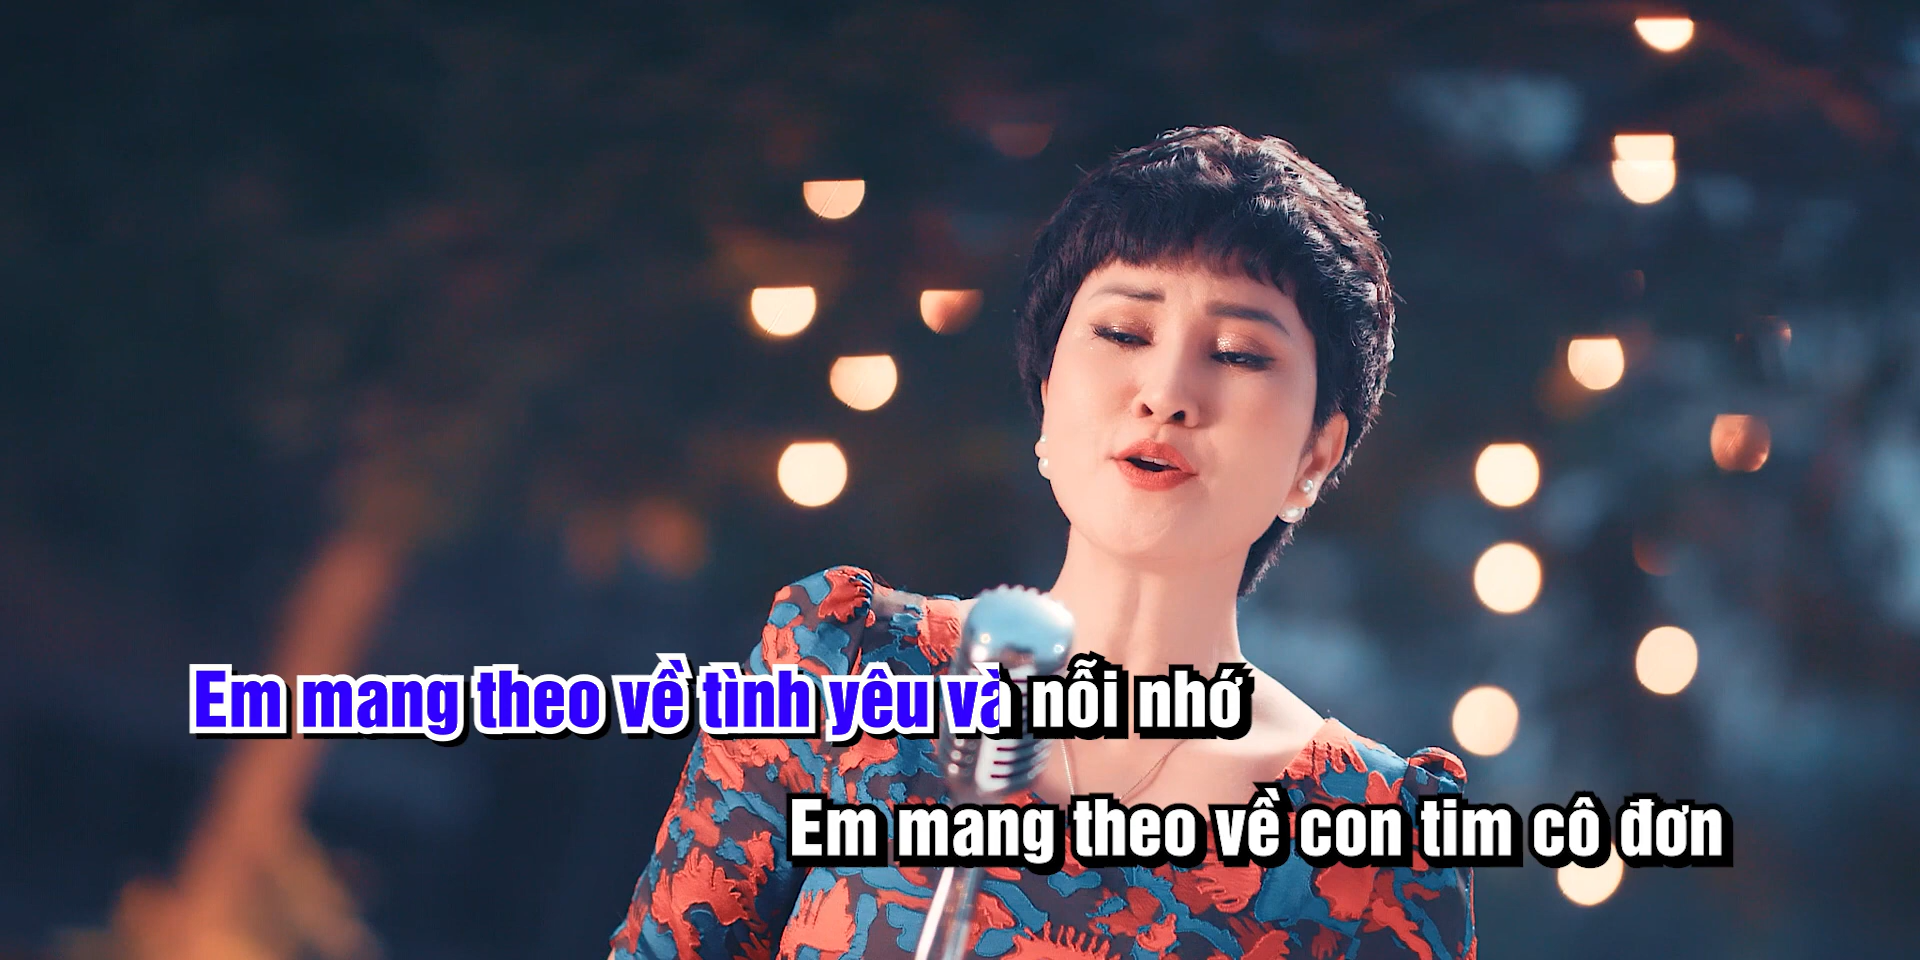 Em mang theo về tình yêu và nỗi nhớ
Em mang theo về con tim cô đơn